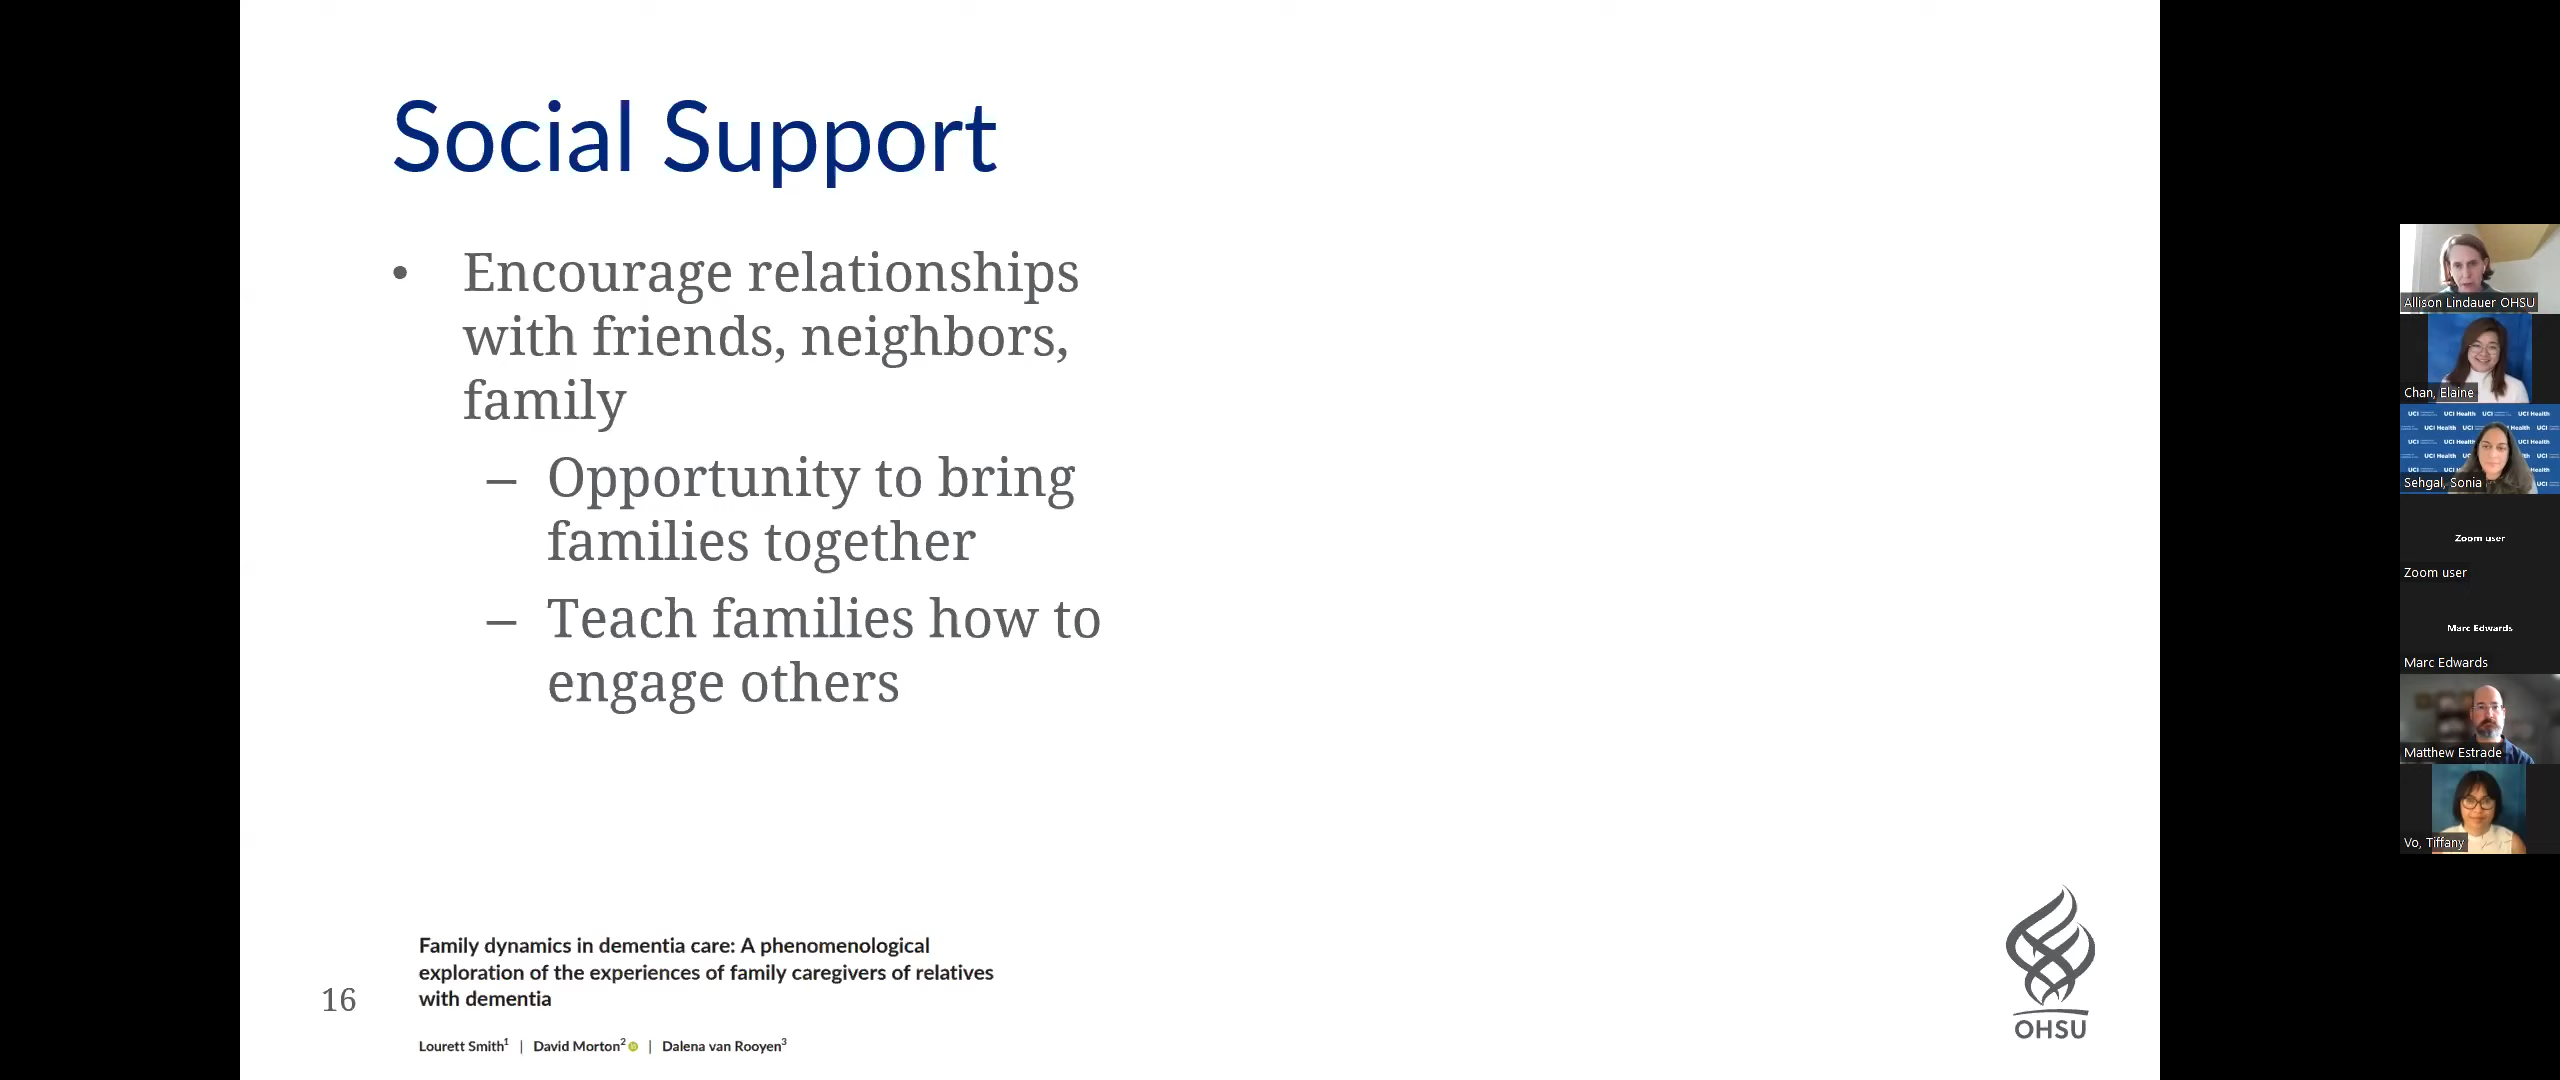 Social Support
• Encourage relationships
with friends, neighbors,
family
– Opportunity to bring
families together
– Teach families how to
engage others
Family dynamics in dementia care: A phenomenological
exploration of the experiences of family caregivers of relatives
with dementia
16
Lourett Smith1 | David Morton2 | Dalena van Rooyen3
OHSU
Allison Lindauer OHSU
Chan, Elaine
UCI Health
Sehgal, Sonia
Zoom user
Zoom user
Marc Edwards
Marc Edwards
Matthew Estrade
Vo, Tiffany